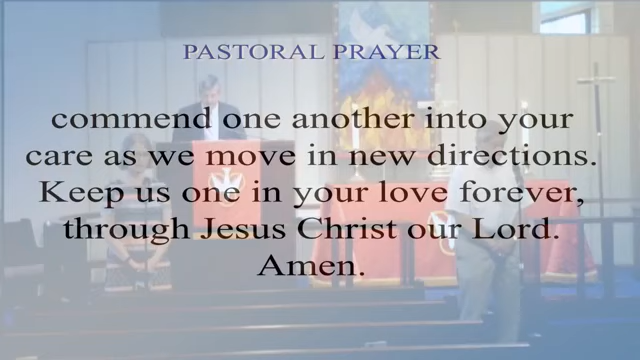 PASTORAL PRAYER
commend one another into your
care as we move in new directions.
Keep us one in your love forever,
through Jesus Christ our Lord.
Amen.